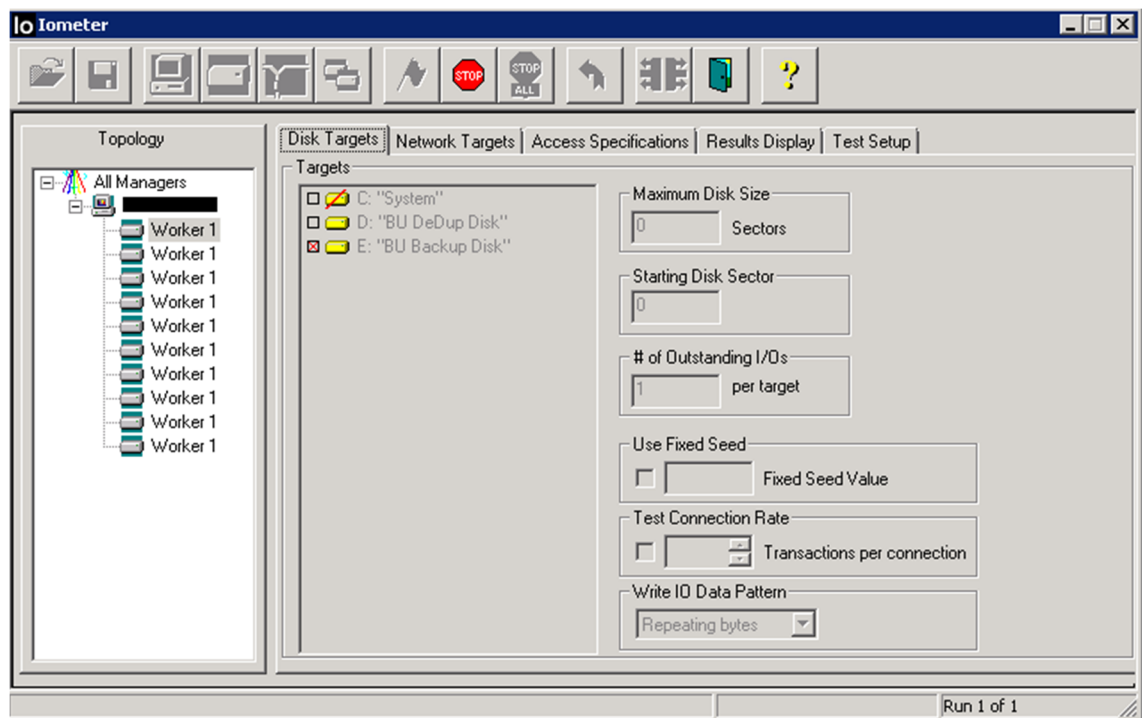 Io Iometer
STOP
STOP ALL
?
Topology
All Managers
Worker 1
Worker 1
Worker 1
Worker 1
Worker 1
Worker 1
Worker 1
Worker 1
Worker 1
Worker 1
Disk Targets Network Targets Access Specifications Results Display Test Setup
Targets
C: "System"
D: "BU DeDup Disk"
E: "BU Backup Disk"
Maximum Disk Size
0 Sectors
Starting Disk Sector
0
# of Outstanding I/Os
1 per target
Use Fixed Seed
Fixed Seed Value
Test Connection Rate
Transactions per connection
Write IO Data Pattern
Repeating bytes
Run 1 of 1